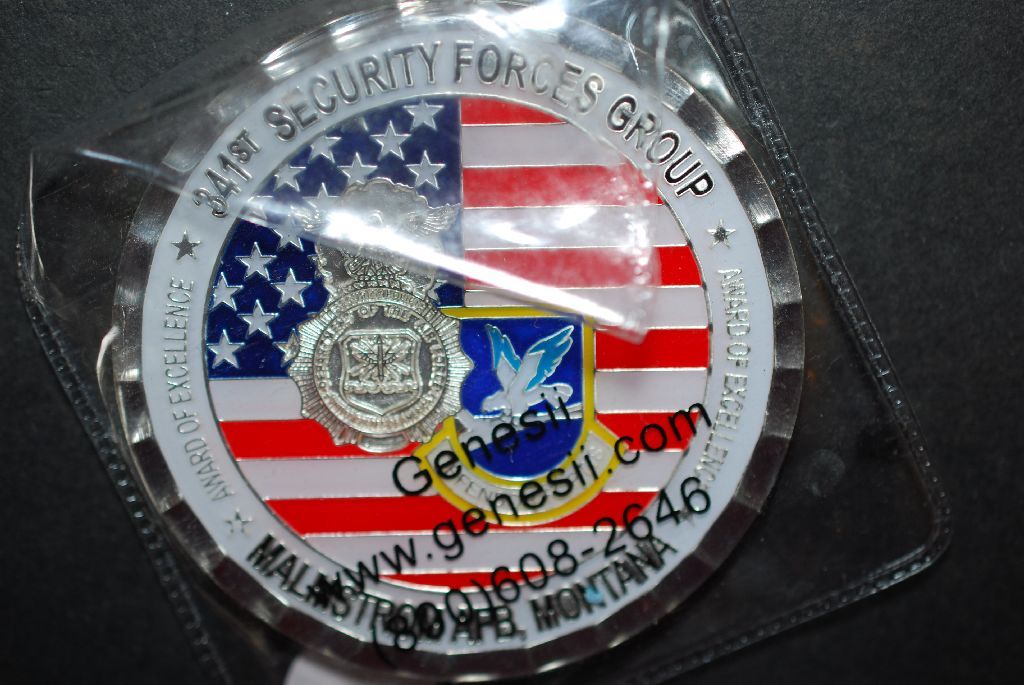 341ST SECURITY FORCES GROUP
AWARD OF EXCELLENCE
AWARD OF EXCELLENCE
Genesii
www.genesii.com
(800)608-2646
MALMSTROM AFB, MONTANA